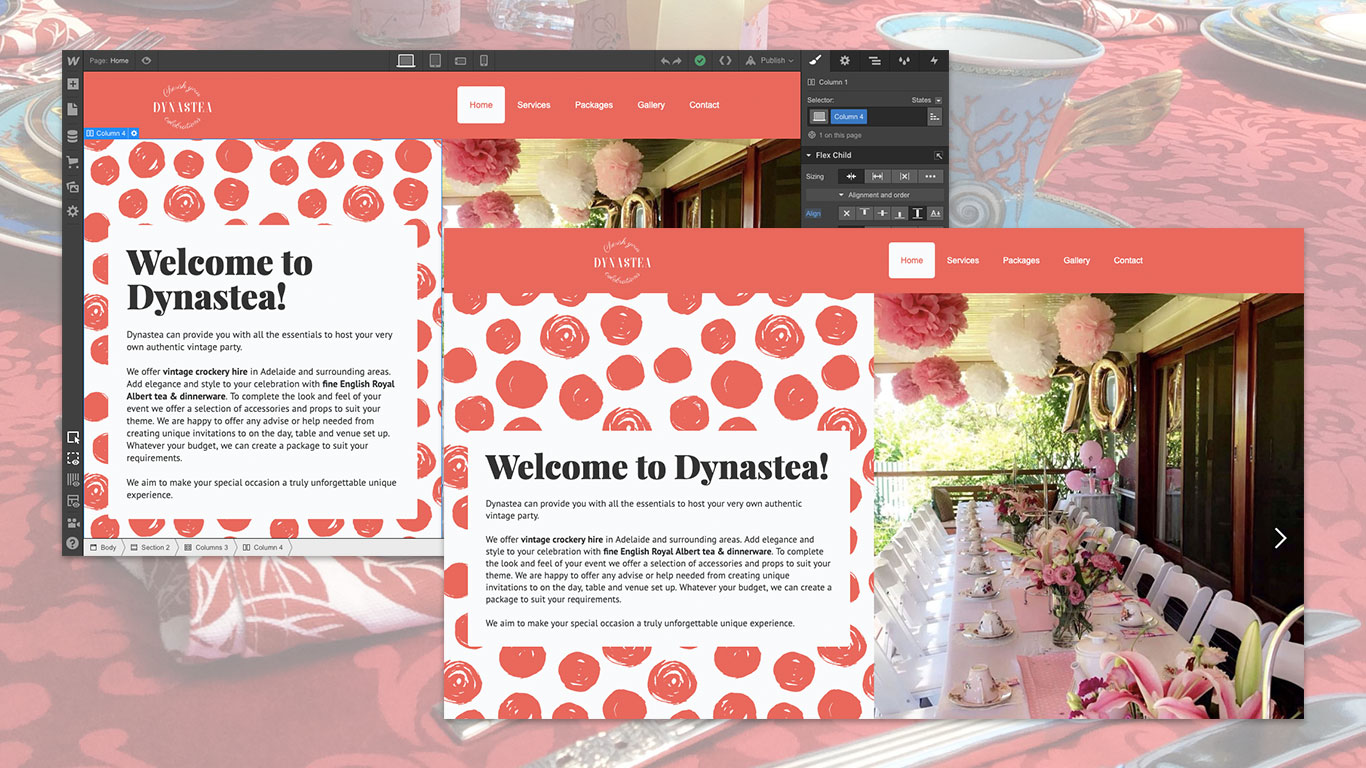 W Page: Home Publish
Column 1
Swish your
DYNASTEA
Celebrations
Home Services Packages Gallery Contact
Selector: States
Column 4
1 on this page
Column 4
Flex Child
Sizing
Alignment and order
Align
70
Welcome to
Dynastea!
Dynastea can provide you with all the essentials to host your very
own authentic vintage party.
We offer vintage crockery hire in Adelaide and surrounding areas.
Add elegance and style to your celebration with fine English Royal
Albert tea & dinnerware. To complete the look and feel of your
event we offer a selection of accessories and props to suit your
theme. We are happy to offer any advise or help needed from
creating unique invitations to on the day, table and venue set up.
Whatever your budget, we can create a package to suit your
requirements.
We aim to make your special occasion a truly unforgettable unique
experience.
Body Section 2 Columns 3 Column 4
DYNASTEA
Celebrations
Home Services Packages Gallery Contact
70
Welcome to Dynastea!
Dynastea can provide you with all the essentials to host your very own authentic
vintage party.
We offer vintage crockery hire in Adelaide and surrounding areas. Add elegance and
style to your celebration with fine English Royal Albert tea & dinnerware. To complete
the look and feel of your event we offer a selection of accessories and props to suit your
theme. We are happy to offer any advise or help needed from creating unique
invitations to on the day, table and venue set up. Whatever your budget, we can create a
package to suit your requirements.
We aim to make your special occasion a truly unforgettable unique experience.